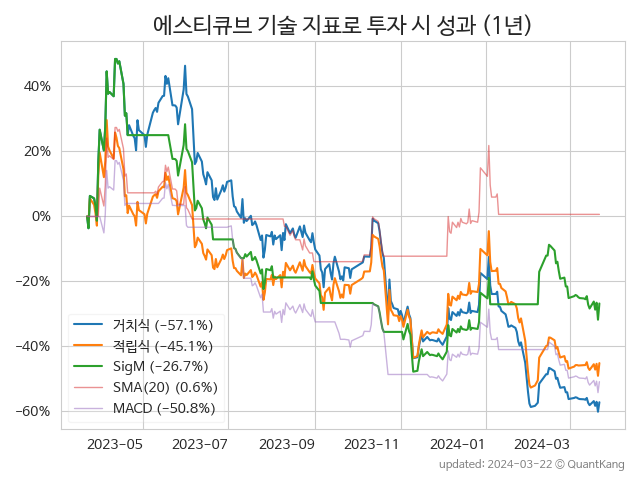 에스티큐브 기술 지표로 투자 시 성과 (1년)
40%
20%
0%
−20%
−40%
−60%
거치식 (−57.1%)
적립식 (−45.1%)
SigM (−26.7%)
SMA(20) (0.6%)
MACD (−50.8%)
2023−05 2023−07 2023−09 2023−11 2024−01 2024−03
updated: 2024−03−22 © QuantKang